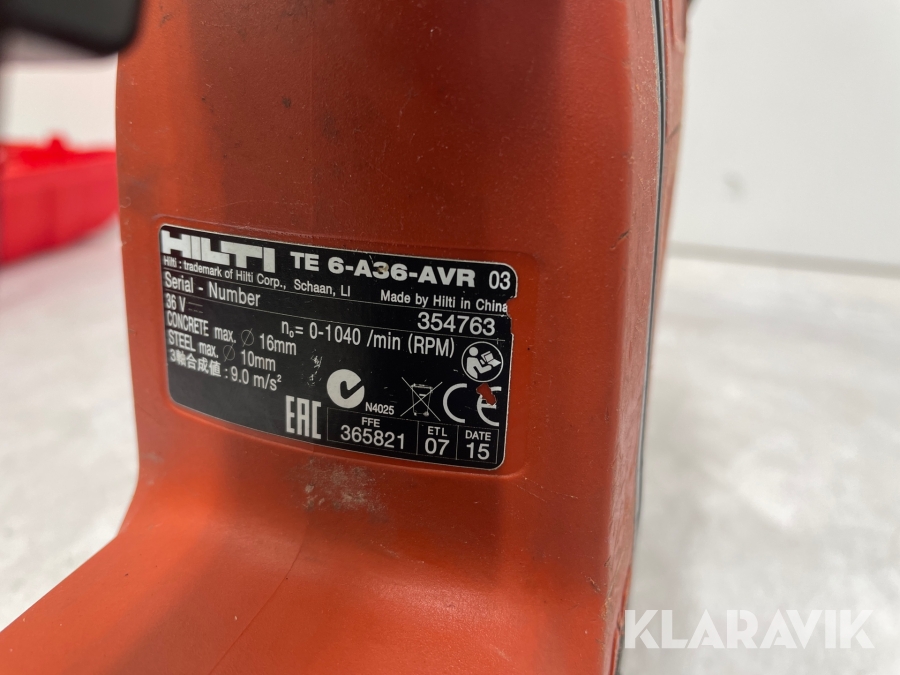 HILTI TE 6-A36-AVR 03
Hilti : trademark of Hilti Corp., Schaan, LI Made by Hilti in China
Serial - Number 354763
36 V
CONCRETE max. ∅ 16mm n₀= 0-1040 /min (RPM)
STEEL max. ∅ 10mm
3軸合成値 : 9.0 m/s²
N4025
CE
EAC
FFE ETL DATE
365821 07 15
KLARAVIK